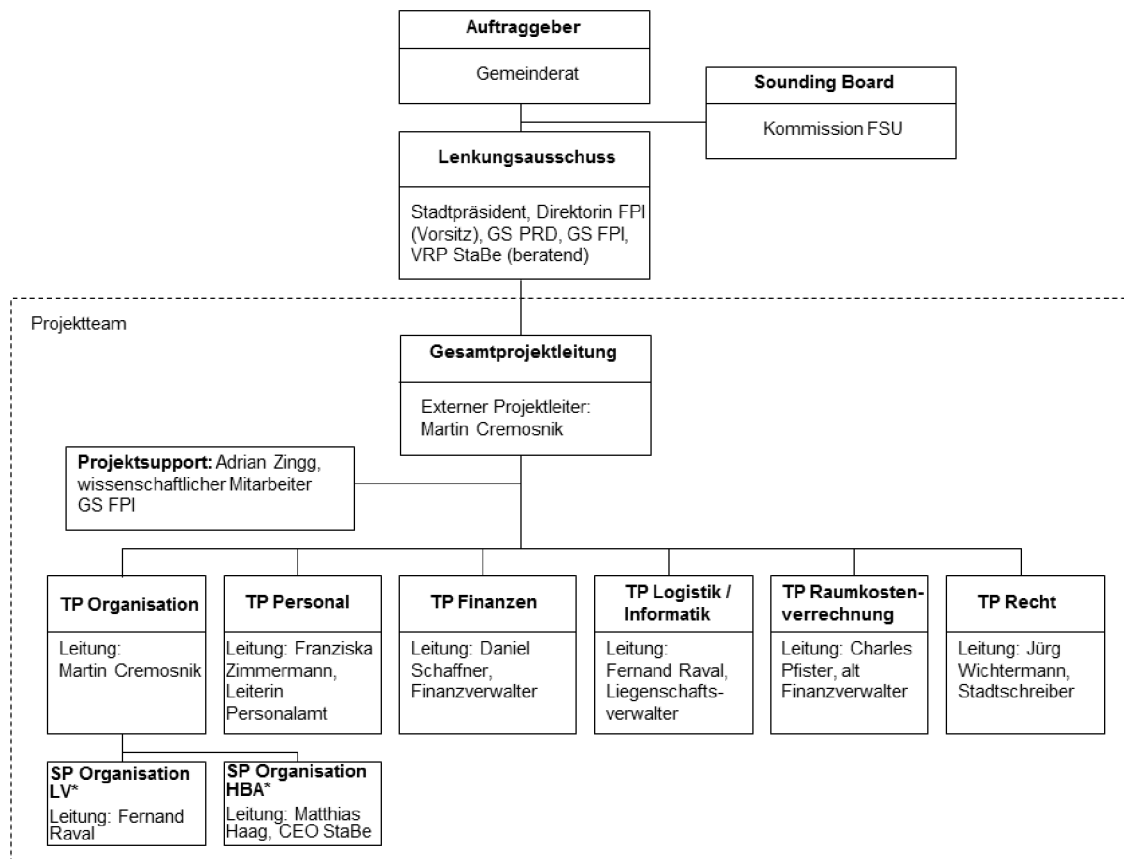 Auftraggeber
Gemeinderat
Sounding Board
Kommission FSU
Lenkungsausschuss
Stadtpräsident, Direktorin FPI
(Vorsitz), GS PRD, GS FPI,
VRP StaBe (beratend)
Projektteam
Gesamtprojektleitung
Externer Projektleiter:
Martin Cremosnik
Projektsupport: Adrian Zingg,
wissenschaftlicher Mitarbeiter
GS FPI
TP Organisation
Leitung:
Martin Cremosnik
TP Personal
Leitung: Franziska
Zimmermann,
Leiterin
Personalamt
TP Finanzen
Leitung: Daniel
Schaffner,
Finanzverwalter
TP Logistik /
Informatik
Leitung:
Fernand Raval,
Liegenschafts-
verwalter
TP Raumkosten-
verrechnung
Leitung: Charles
Pfister, alt
Finanzverwalter
TP Recht
Leitung: Jürg
Wichtermann,
Stadtschreiber
SP Organisation
LV*
Leitung: Fernand
Raval
SP Organisation
HBA*
Leitung: Matthias
Haag, CEO StaBe